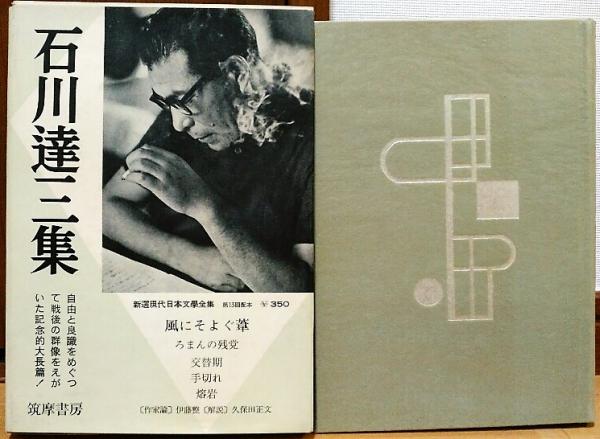 石川達三集
自由と良識をめぐつ
て戦後の群像をえが
いた記念的大長篇!
筑摩書房
新選現代日本文學全集 第13回配本 350
風にそよぐ葦
ろまんの残党
交替期
手切れ
熔岩
〔作家論〕伊藤整〔解説〕久保田正文